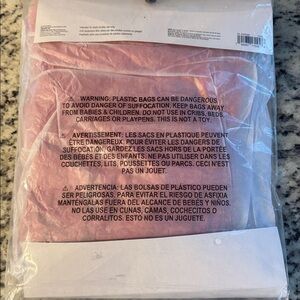 ⚠ WARNING: PLASTIC BAGS CAN BE DANGEROUS
TO AVOID DANGER OF SUFFOCATION, KEEP BAGS AWAY
FROM BABIES & CHILDREN. DO NOT USE IN CRIBS, BEDS
CARRIAGES OR PLAYPENS. THIS IS NOT A TOY.
⚠ AVERTISSEMENT: LES SACS EN PLASTIQUE PEUVENT
ÊTRE DANGEREUX. POUR ÉVITER LES DANGERS DE
SUFFOCATION, GARDEZ LES SACS HORS DE LA PORTÉE
DES BÉBÉS ET DES ENFANTS. NE PAS UTILISER DANS LES
COUCHETTES, LITS, POUSSETTES OU PARCS. CECI N'EST
PAS UN JOUET.
⚠ ADVERTENCIA: LAS BOLSAS DE PLASTICO PUEDEN
SER PELIGROSAS. PARA EVITAR EL RIESGO DE ASFIXIA
MANTENGALAS FUERA DEL ALCANCE DE BEBES Y NIÑOS.
NO LAS USE EN CUNAS, CAMAS, COCHECITOS O
CORRALITOS. ESTO NO ES UN JUGUETE.